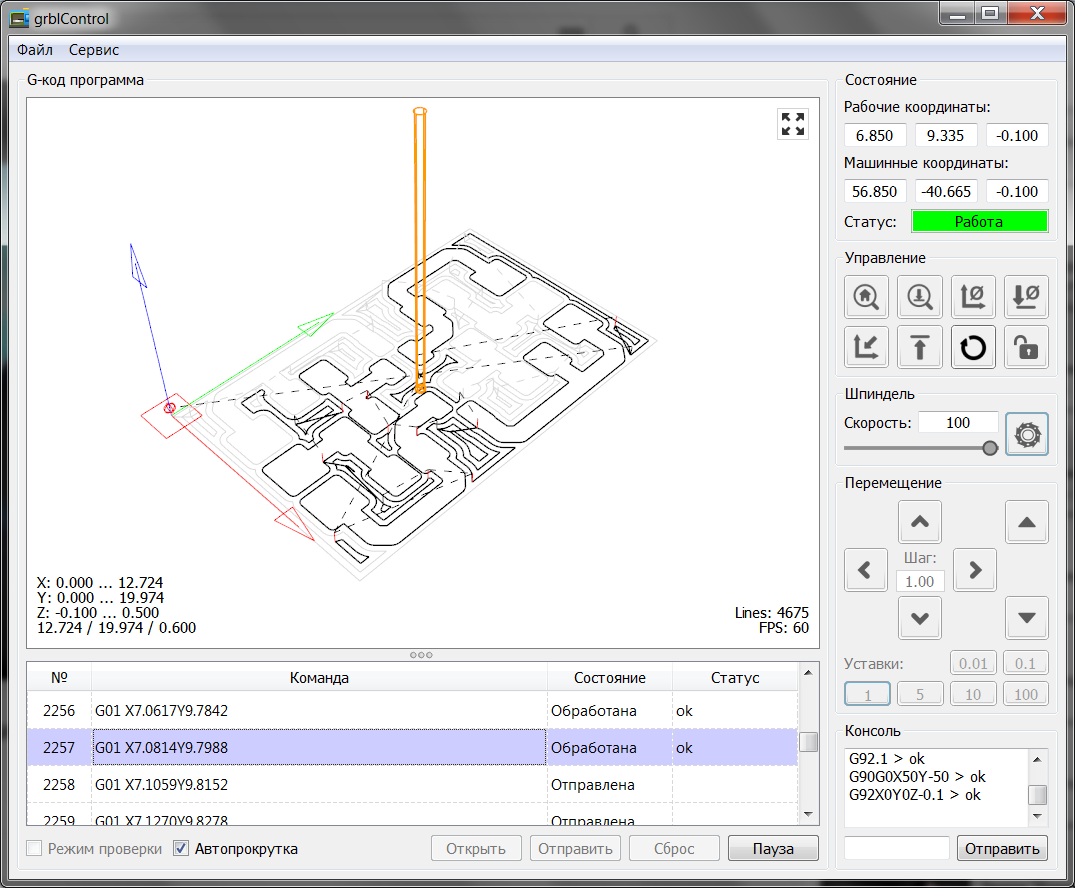 grblControl
Файл Сервис
G-код программа
X: 0.000 ... 12.724
Y: 0.000 ... 19.974
Z: -0.100 ... 0.500
12.724 / 19.974 / 0.600
Lines: 4675
FPS: 60
№ Команда Состояние Статус
2256 G01 X7.0617Y9.7842 Обработана ok
2257 G01 X7.0814Y9.7988 Обработана ok
2258 G01 X7.1059Y9.8152 Отправлена
2259 G01 X7.1270Y9.8278 Отправлена
Режим проверки Автопрокрутка Открыть Отправить Сброс Пауза
Состояние
Рабочие координаты:
6.850 9.335 -0.100
Машинные координаты:
56.850 -40.665 -0.100
Статус: Работа
Управление
Шпиндель
Скорость: 100
Перемещение
Шаг:
1.00
Уставки: 0.01 0.1
1 5 10 100
Консоль
G92.1 > ok
G90G0X50Y-50 > ok
G92X0Y0Z-0.1 > ok
Отправить